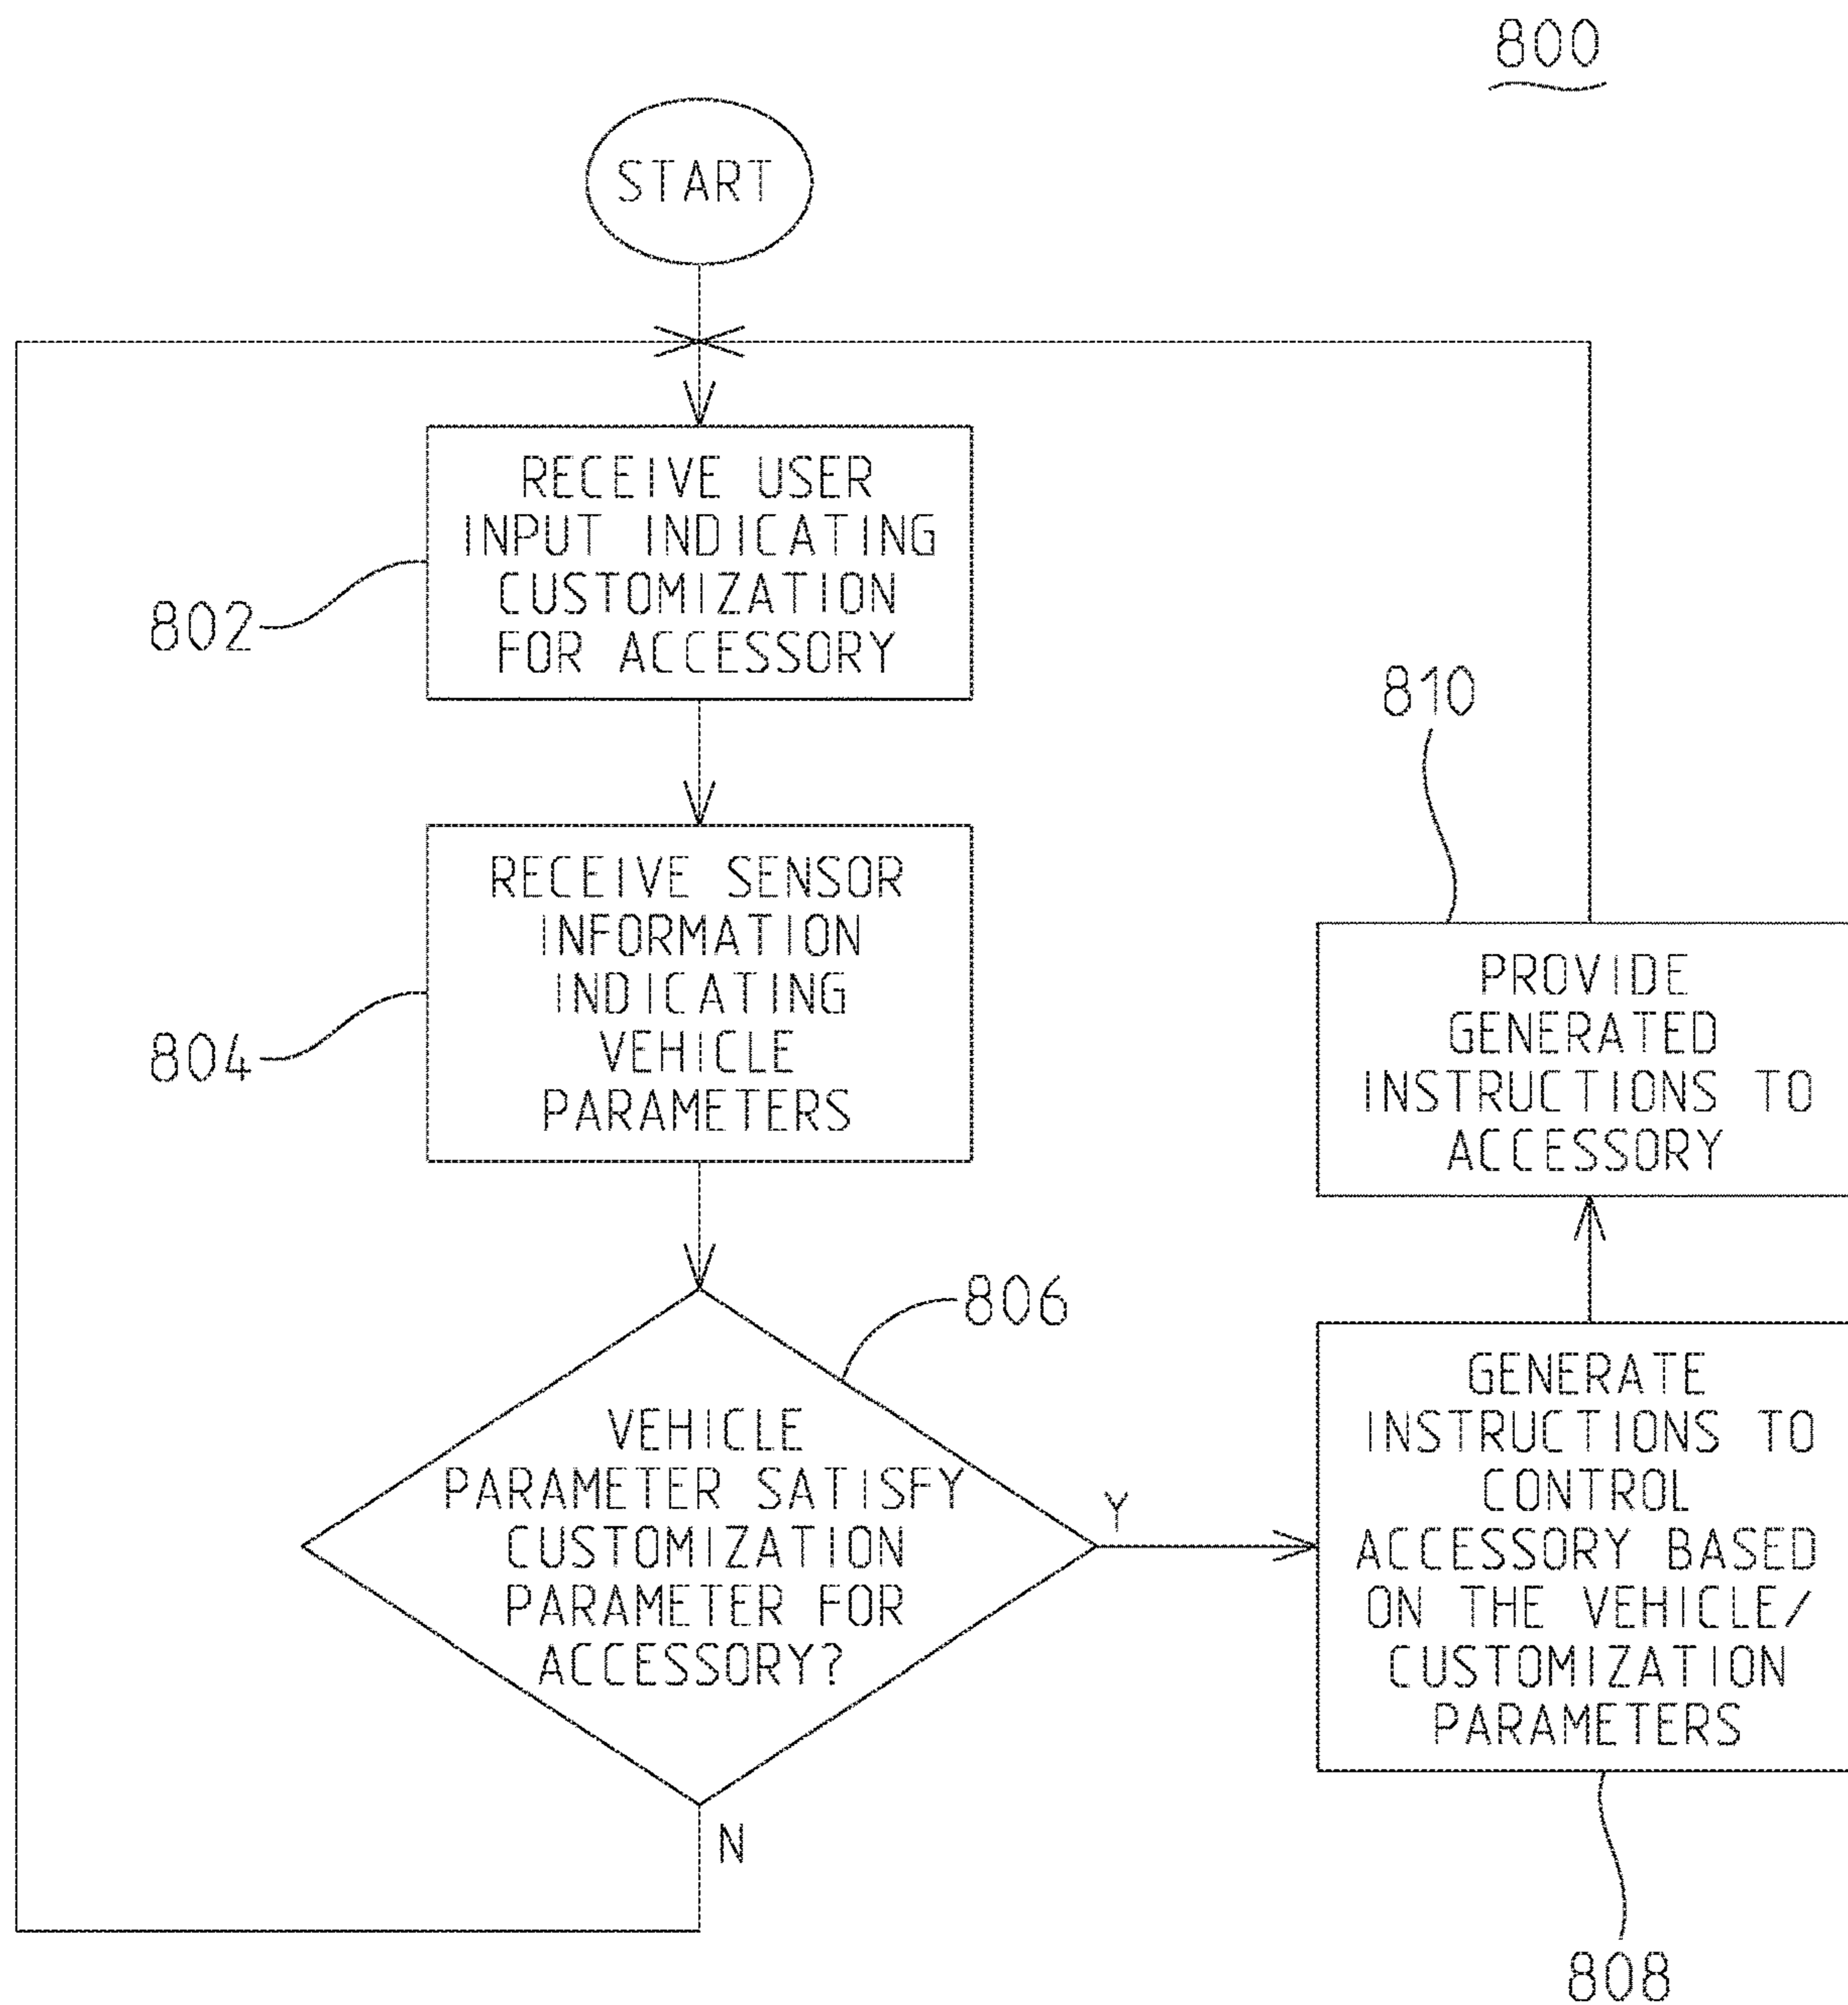 800
START
RECEIVE USER
INPUT INDICATING
CUSTOMIZATION
FOR ACCESSORY
802
RECEIVE SENSOR
INFORMATION
INDICATING
VEHICLE
PARAMETERS
804
806
VEHICLE
PARAMETER SATISFY
CUSTOMIZATION
PARAMETER FOR
ACCESSORY?
Y
N
GENERATE
INSTRUCTIONS TO
CONTROL
ACCESSORY BASED
ON THE VEHICLE/
CUSTOMIZATION
PARAMETERS
808
810
PROVIDE
GENERATED
INSTRUCTIONS TO
ACCESSORY